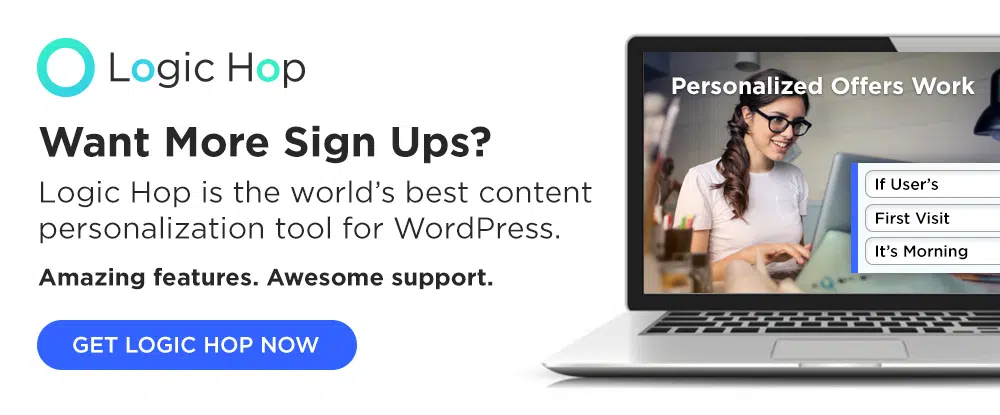 Logic Hop
Want More Sign Ups?
Logic Hop is the world's best content
personalization tool for WordPress.
Amazing features. Awesome support.
GET LOGIC HOP NOW
Personalized Offers Work
If User's
First Visit
It's Morning